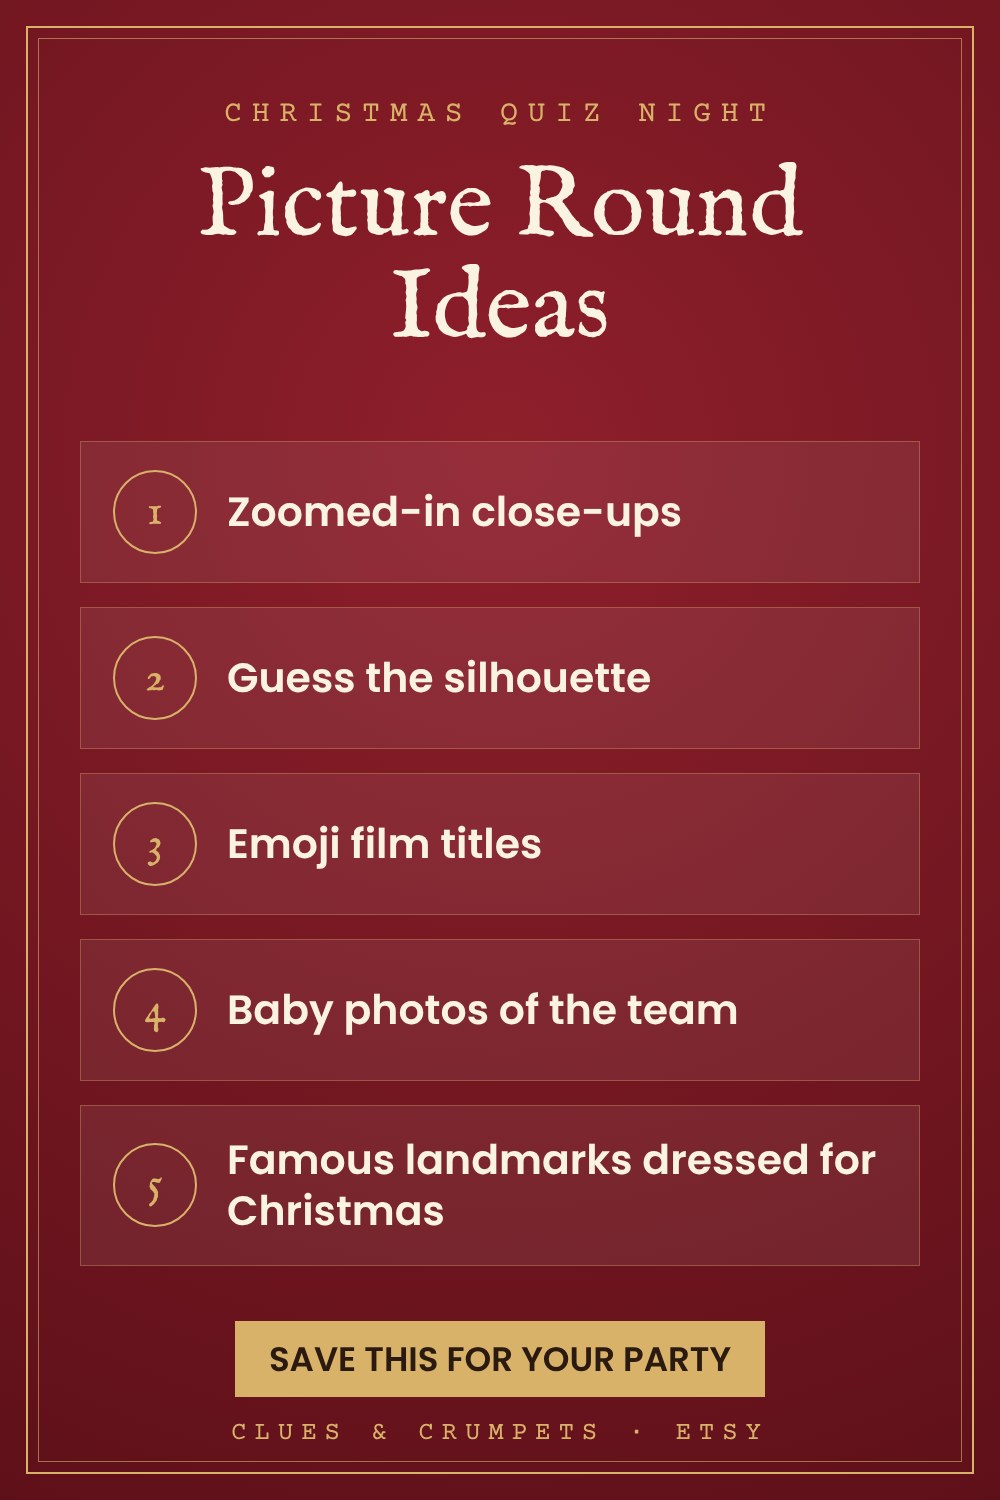 CHRISTMAS QUIZ NIGHT
Picture Round
Ideas
1
Zoomed-in close-ups
2
Guess the silhouette
3
Emoji film titles
4
Baby photos of the team
5
Famous landmarks dressed for
Christmas
SAVE THIS FOR YOUR PARTY
CLUES & CRUMPETS · ETSY